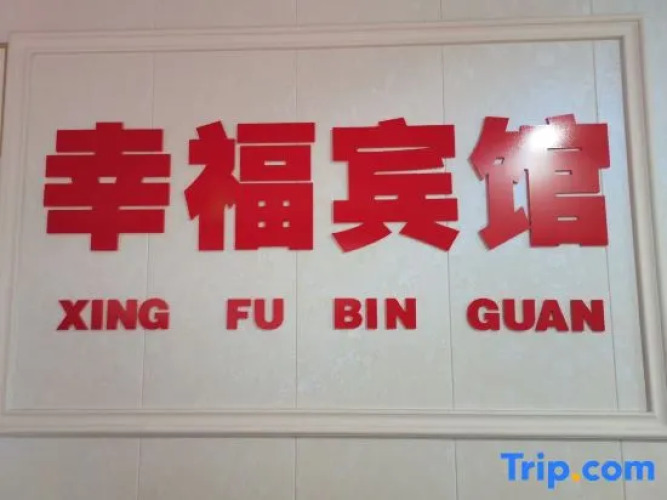 幸福宾馆
XING FU BIN GUAN
Trip.com